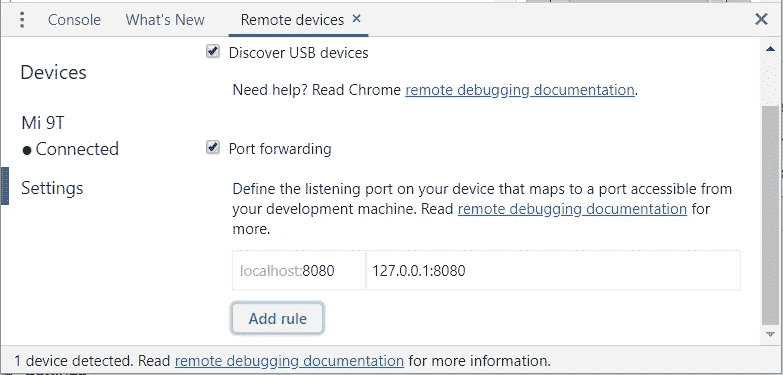 Console What's New Remote devices
Devices
Mi 9T
Connected
Settings
Discover USB devices
Need help? Read Chrome remote debugging documentation.
Port forwarding
Define the listening port on your device that maps to a port accessible from
your development machine. Read remote debugging documentation for
more.
localhost:8080 127.0.0.1:8080
Add rule
1 device detected. Read remote debugging documentation for more information.